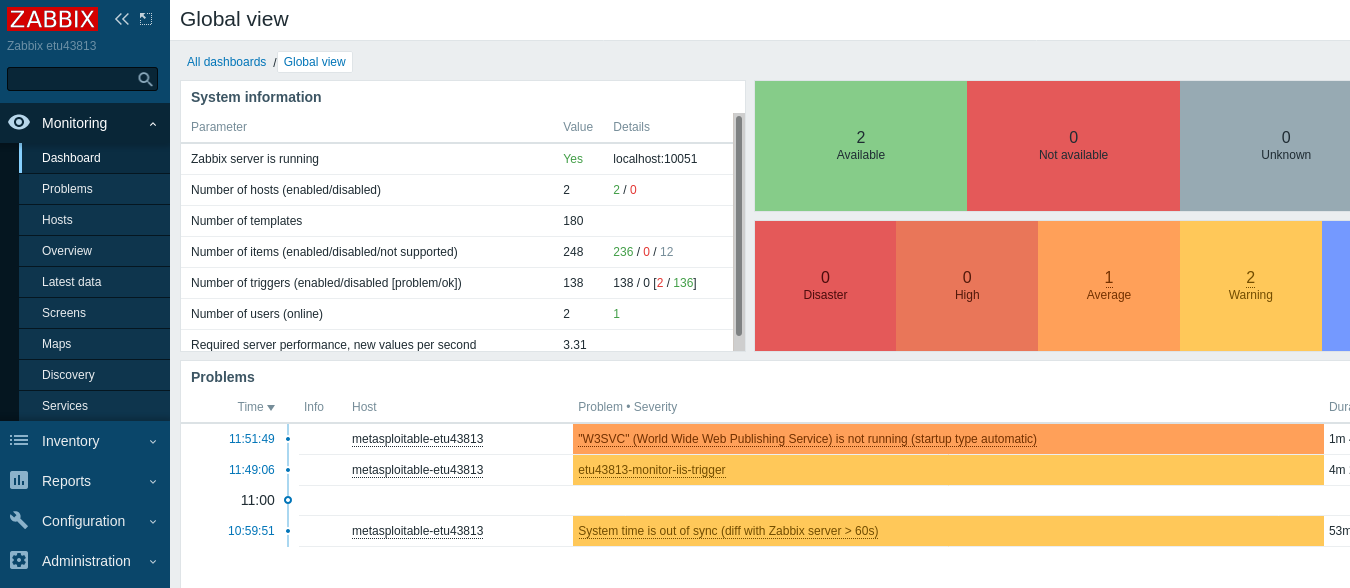 ZABBIX
Zabbix etu43813
Monitoring
Dashboard
Problems
Hosts
Overview
Latest data
Screens
Maps
Discovery
Services
Inventory
Reports
Configuration
Administration
Global view
All dashboards / Global view
System information
Parameter Value Details
Zabbix server is running Yes localhost:10051
Number of hosts (enabled/disabled) 2 2 / 0
Number of templates 180
Number of items (enabled/disabled/not supported) 248 236 / 0 / 12
Number of triggers (enabled/disabled [problem/ok]) 138 138 / 0 [2 / 136]
Number of users (online) 2 1
Required server performance, new values per second 3.31
2 0 0
Available Not available Unknown
0 0 1 2
Disaster High Average Warning
Problems
Time Info Host Problem • Severity
11:51:49 metasploitable-etu43813 "W3SVC" (World Wide Web Publishing Service) is not running (startup type automatic) 1m
11:49:06 metasploitable-etu43813 etu43813-monitor-iis-trigger 4m
11:00
10:59:51 metasploitable-etu43813 System time is out of sync (diff with Zabbix server > 60s) 53m